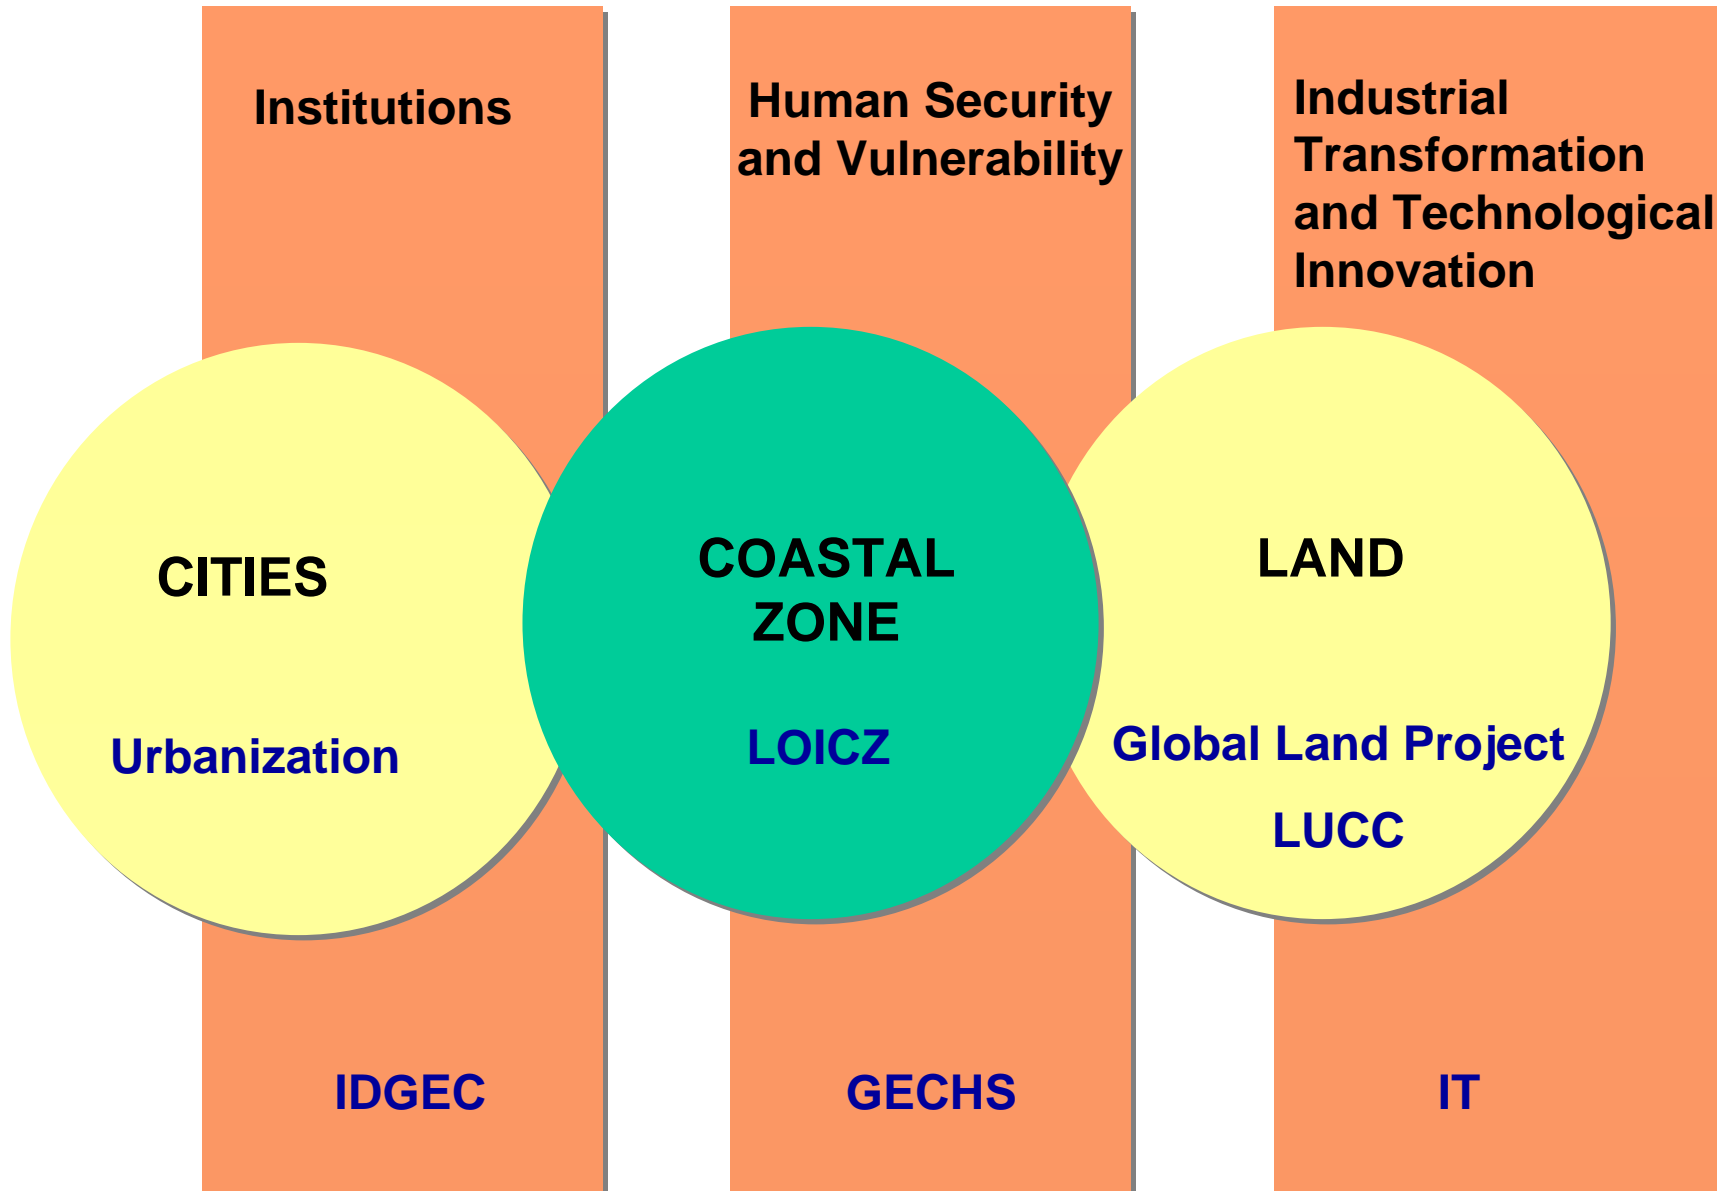 Institutions
Human Security
and Vulnerability
Industrial
Transformation
and Technological
Innovation
CITIES
Urbanization
COASTAL
ZONE
LOICZ
LAND
Global Land Project
LUCC
IDGEC
GECHS
IT